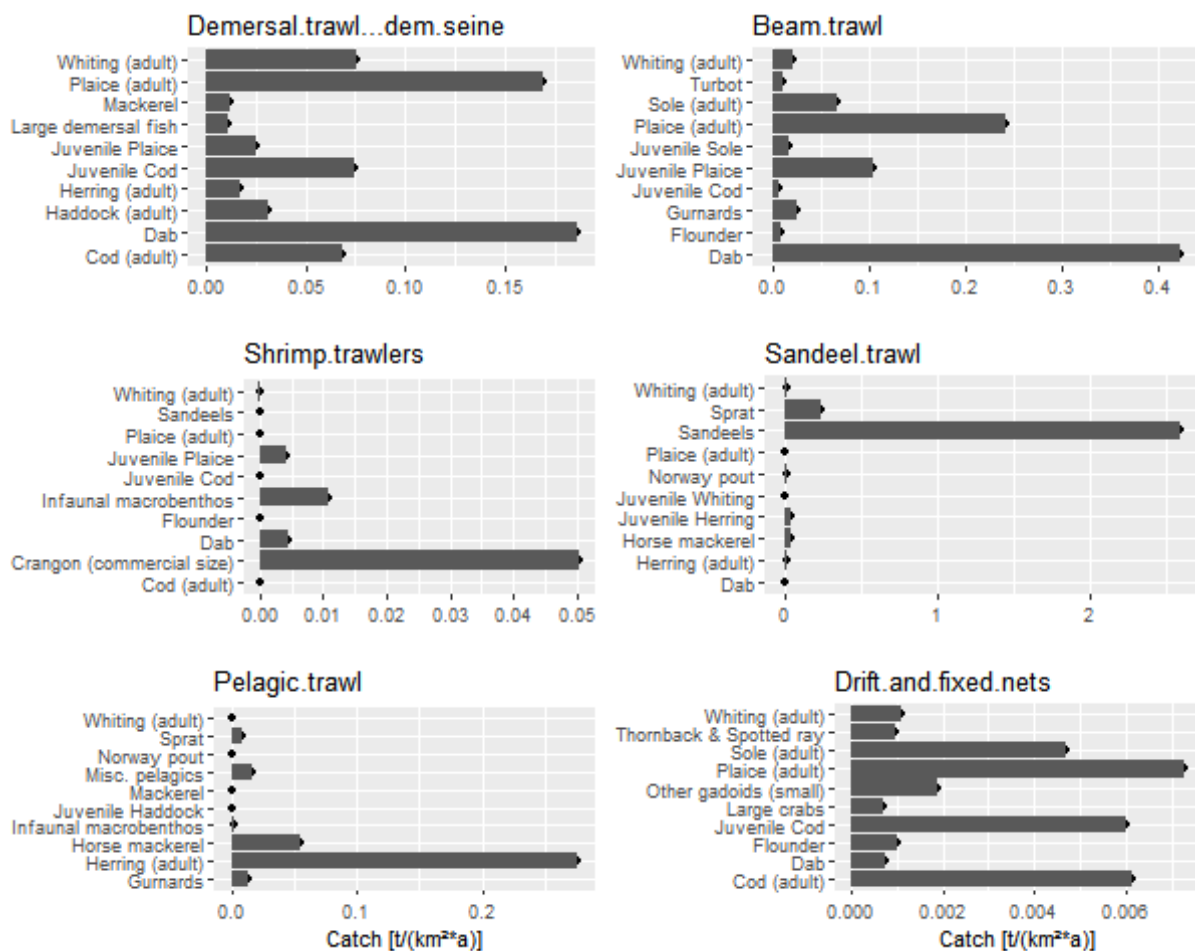 Demersal.trawl...dem.seine
Whiting (adult)
Plaice (adult)
Mackerel
Large demersal fish
Juvenile Plaice
Juvenile Cod
Herring (adult)
Haddock (adult)
Dab
Cod (adult)
0.00 0.05 0.10 0.15
Beam.trawl
Whiting (adult)
Turbot
Sole (adult)
Plaice (adult)
Juvenile Sole
Juvenile Plaice
Juvenile Cod
Gurnards
Flounder
Dab
0.0 0.1 0.2 0.3 0.4
Shrimp.trawlers
Whiting (adult)
Sandeels
Plaice (adult)
Juvenile Plaice
Juvenile Cod
Infaunal macrobenthos
Flounder
Dab
Crangon (commercial size)
Cod (adult)
0.00 0.01 0.02 0.03 0.04 0.05
Sandeel.trawl
Whiting (adult)
Sprat
Sandeels
Plaice (adult)
Norway pout
Juvenile Whiting
Juvenile Herring
Horse mackerel
Herring (adult)
Dab
0 1 2
Pelagic.trawl
Whiting (adult)
Sprat
Norway pout
Misc. pelagics
Mackerel
Juvenile Haddock
Infaunal macrobenthos
Horse mackerel
Herring (adult)
Gurnards
0.0 0.1 0.2
Catch [t/(km²*a)]
Drift.and.fixed.nets
Whiting (adult)
Thornback & Spotted ray
Sole (adult)
Plaice (adult)
Other gadoids (small)
Large crabs
Juvenile Cod
Flounder
Dab
Cod (adult)
0.000 0.002 0.004 0.006
Catch [t/(km²*a)]